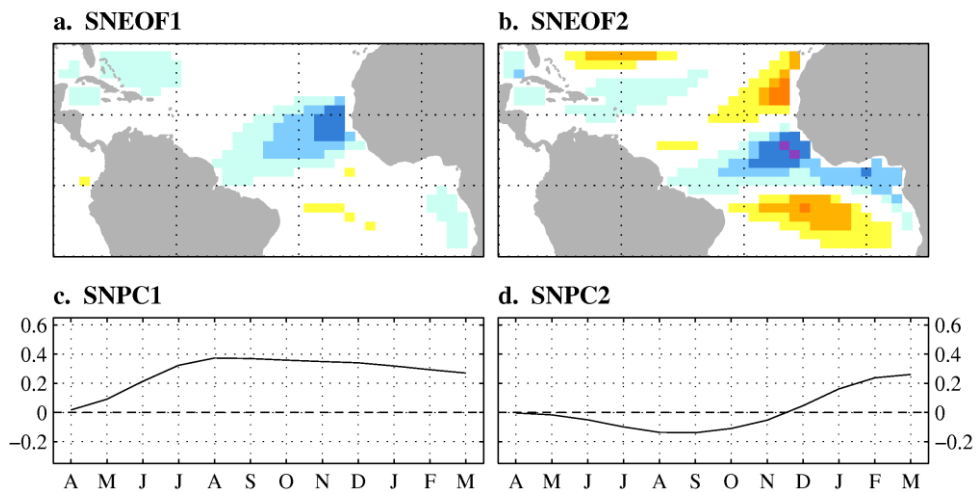 a. SNEOF1
b. SNEOF2
c. SNPC1
d. SNPC2
0.6
0.4
0.2
0
−0.2
0.6
0.4
0.2
0
−0.2
A M J J A S O N D J F M
A M J J A S O N D J F M